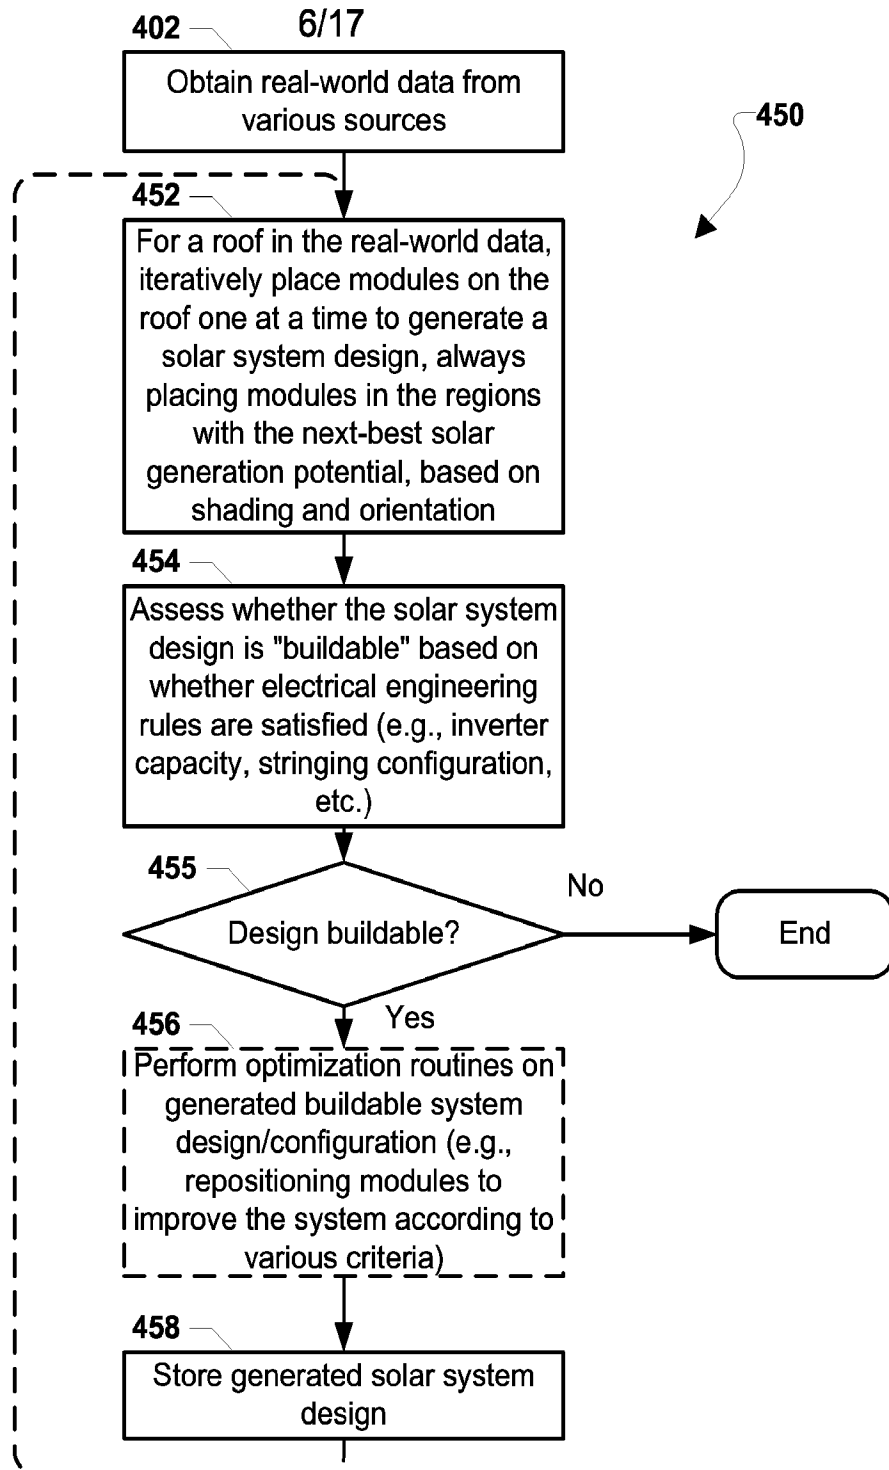 6/17
402
Obtain real-world data from
various sources
450
452
For a roof in the real-world data,
iteratively place modules on the
roof one at a time to generate a
solar system design, always
placing modules in the regions
with the next-best solar
generation potential, based on
shading and orientation
454
Assess whether the solar system
design is "buildable" based on
whether electrical engineering
rules are satisfied (e.g., inverter
capacity, stringing configuration,
etc.)
455
Design buildable?
No
End
Yes
456
Perform optimization routines on
generated buildable system
design/configuration (e.g.,
repositioning modules to
improve the system according to
various criteria)
458
Store generated solar system
design